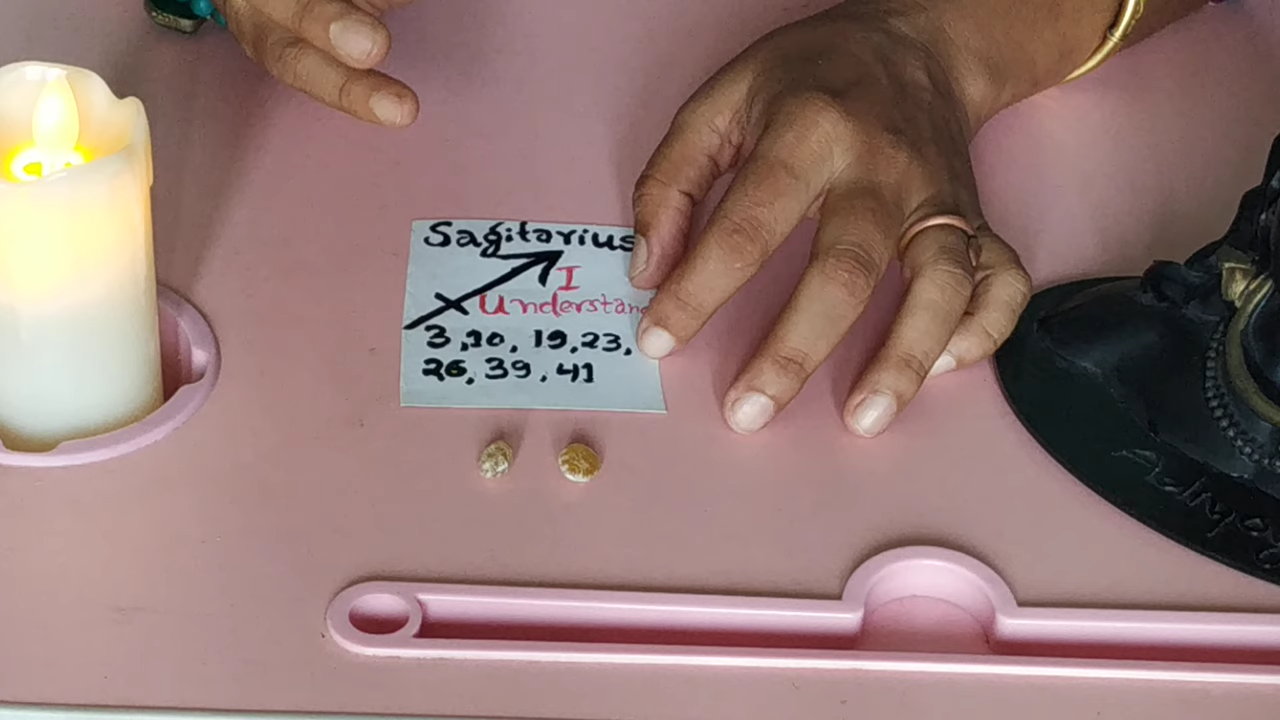 Sagitarius
I
Understand
3,10, 19,23,
26, 39, 41